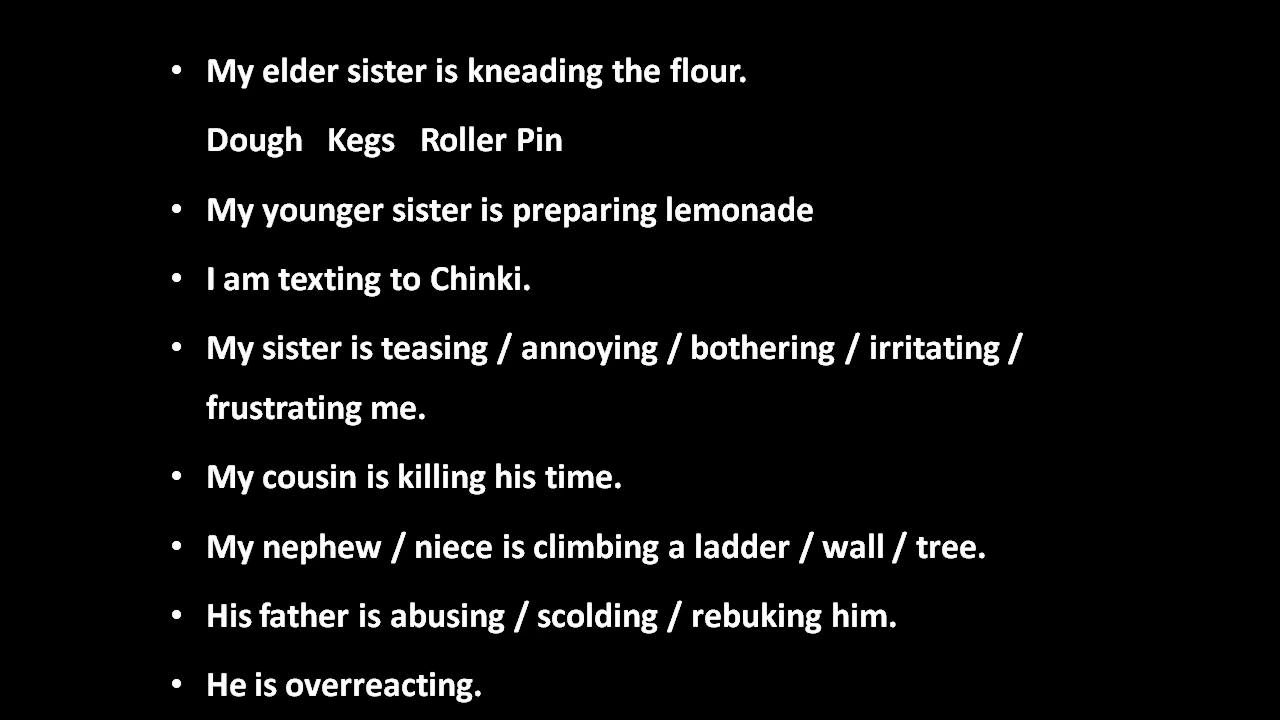 • My elder sister is kneading the flour.
Dough Kegs Roller Pin
• My younger sister is preparing lemonade
• I am texting to Chinki.
• My sister is teasing / annoying / bothering / irritating /
frustrating me.
• My cousin is killing his time.
• My nephew / niece is climbing a ladder / wall / tree.
• His father is abusing / scolding / rebuking him.
• He is overreacting.